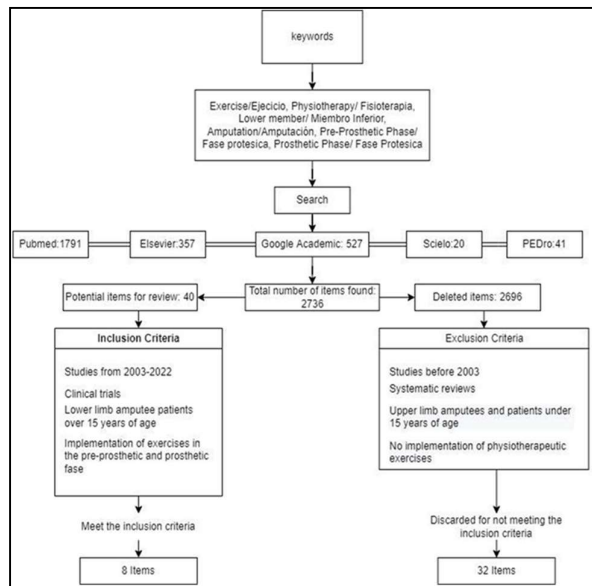 keywords
Exercise/Ejecicio, Physiotherapy/ Fisioterapia,
Lower member/ Miembro Inferior,
Amputation/Amputación, Pre-Prosthetic Phase/
Fase protesica, Prosthetic Phase/ Fase Protesica
Search
Pubmed:1791
Elsevier:357
Google Academic: 527
Scielo:20
PEDro:41
Potential items for review: 40
Total number of items found:
2736
Deleted items: 2696
Inclusion Criteria
Studies from 2003-2022
Clinical trials
Lower limb amputee patients
over 15 years of age
Implementation of exercises in
the pre-prosthetic and prosthetic
fase
Exclusion Criteria
Studies before 2003
Systematic reviews
Upper limb amputees and patients under
15 years of age
No implementation of physiotherapeutic
exercises
Meet the inclusion criteria
Discarded for not meeting the
inclusion criteria
8 Items
32 Items